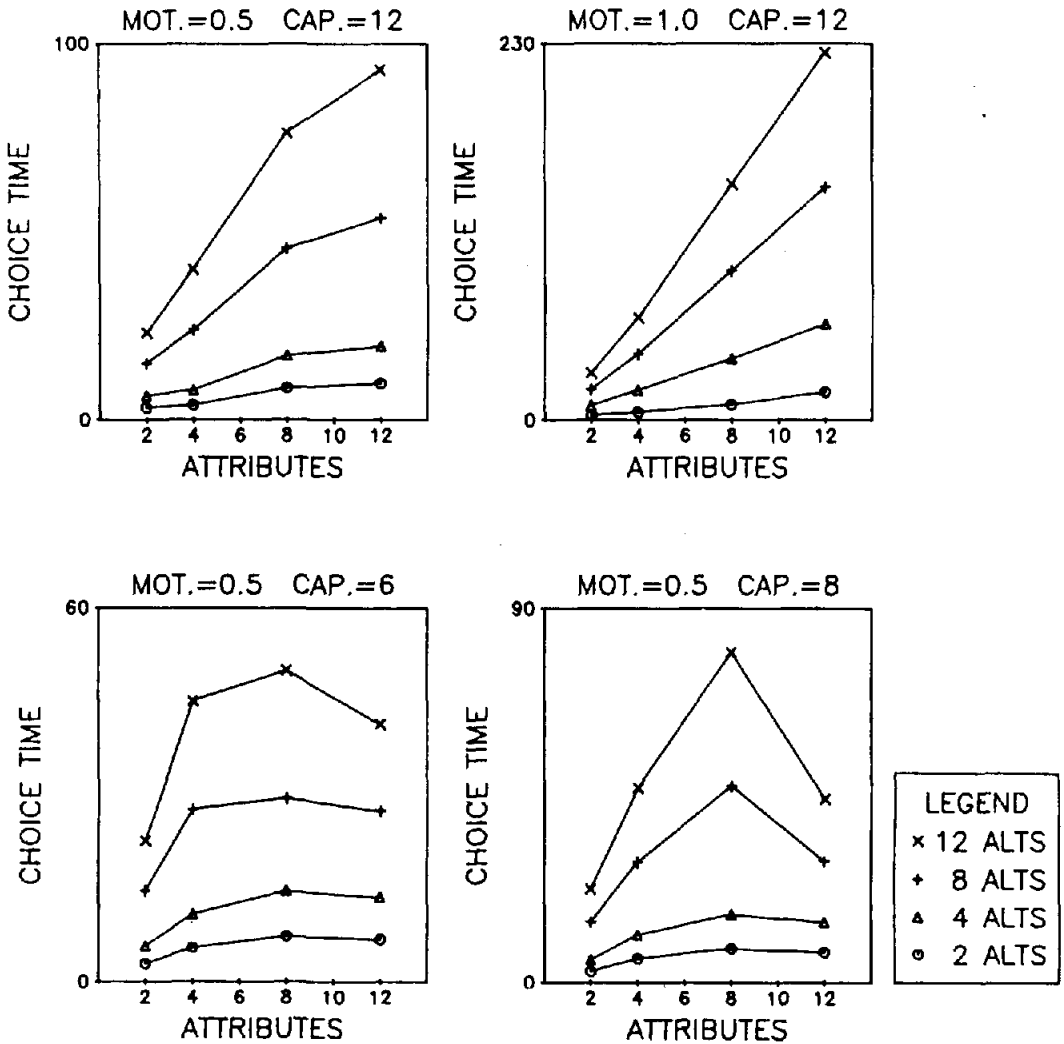 MOT.=0.5 CAP.=12
100
CHOICE TIME
0
2 4 6 8 10 12
ATTRIBUTES
MOT.=1.0 CAP.=12
230
CHOICE TIME
0
2 4 6 8 10 12
ATTRIBUTES
MOT.=0.5 CAP.=6
60
CHOICE TIME
0
2 4 6 8 10 12
ATTRIBUTES
MOT.=0.5 CAP.=8
90
CHOICE TIME
0
2 4 6 8 10 12
ATTRIBUTES
LEGEND
12 ALTS
8 ALTS
4 ALTS
2 ALTS